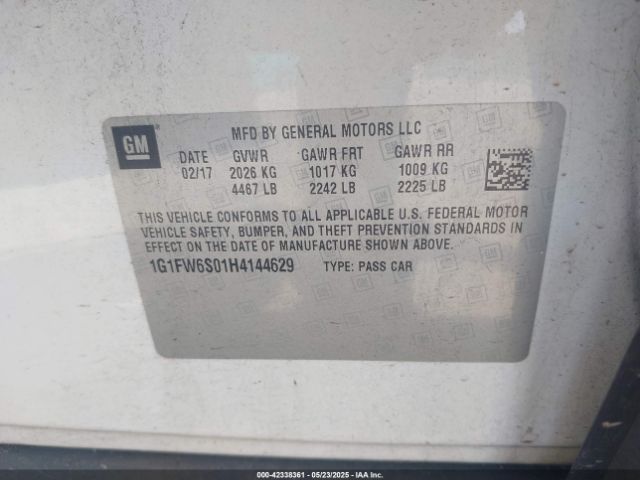 GM
MFD BY GENERAL MOTORS LLC
DATE GVWR GAWR FRT GAWR RR
02/17 2026 KG 1017 KG 1009 KG
4467 LB 2242 LB 2225 LB
THIS VEHICLE CONFORMS TO ALL APPLICABLE U.S. FEDERAL MOTOR
VEHICLE SAFETY, BUMPER, AND THEFT PREVENTION STANDARDS IN
EFFECT ON THE DATE OF MANUFACTURE SHOWN ABOVE.
1G1FW6S01H4144629 TYPE: PASS CAR
000-42338361 - 05/23/2025 - IAA Inc.